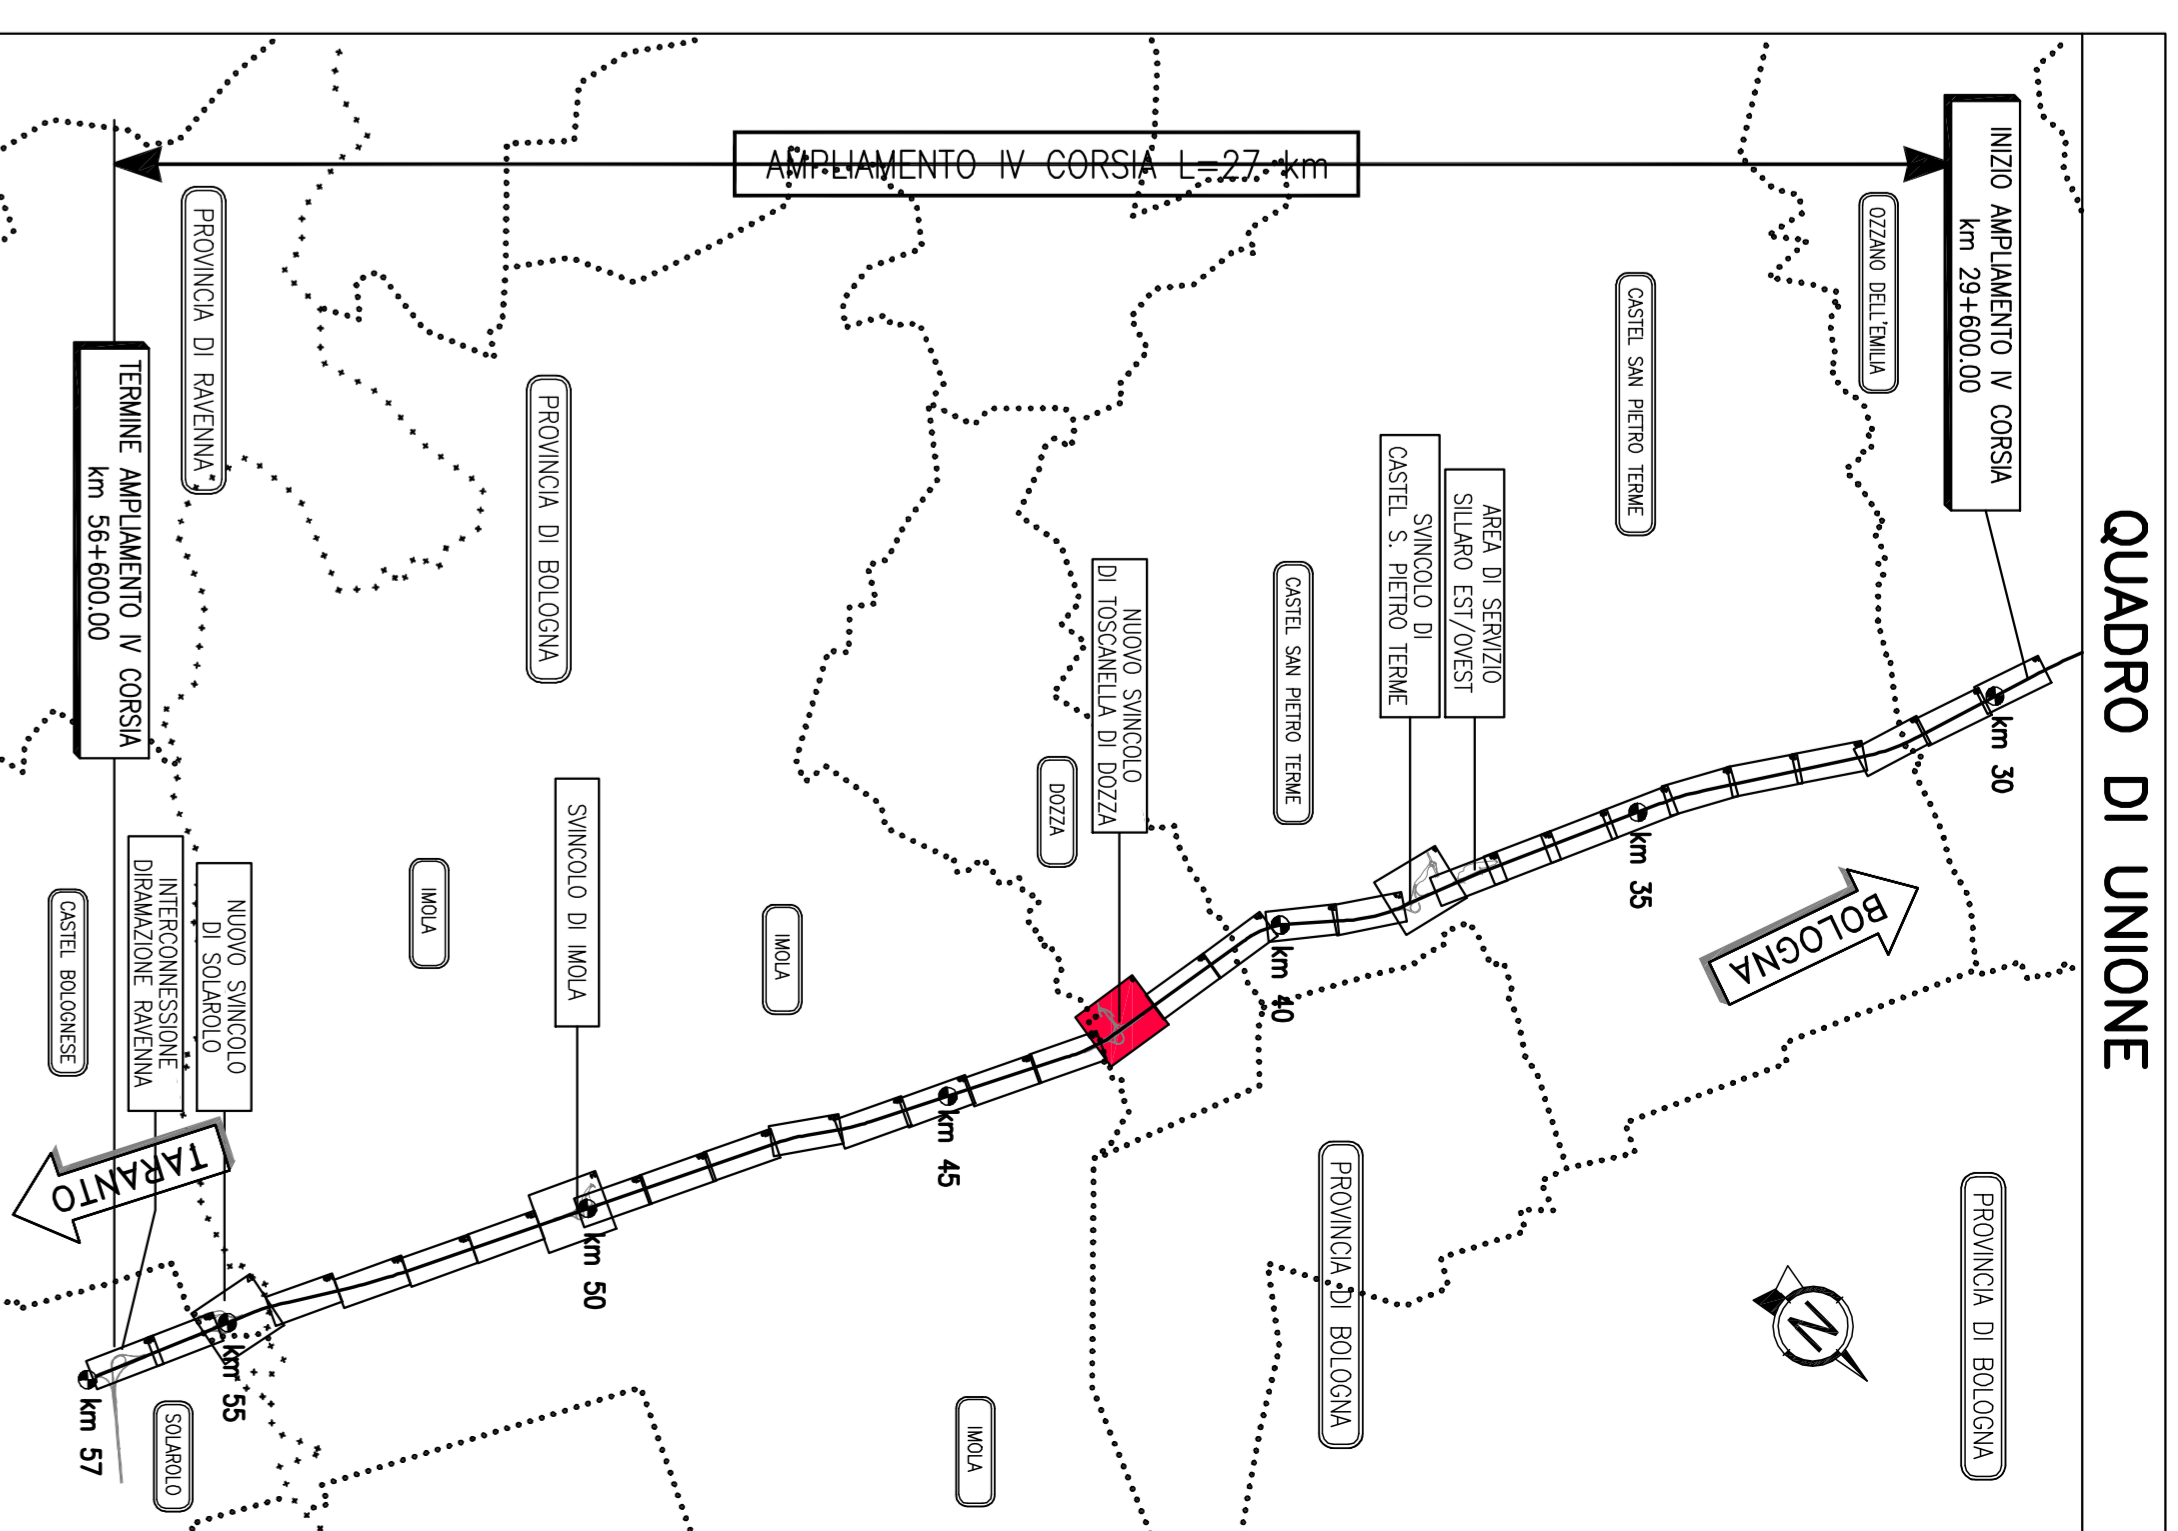 QUADRO DI UNIONE
INIZIO AMPLIAMENTO IV CORSIA
km 29+600.00
AMPLIAMENTO IV CORSIA L=27 km
TERMINE AMPLIAMENTO IV CORSIA
km 56+600.00
OZZANO DELL'EMILIA
CASTEL SAN PIETRO TERME
AREA DI SERVIZIO
SILLARO EST/OVEST
SVINCOLO DI
CASTEL S. PIETRO TERME
CASTEL SAN PIETRO TERME
NUOVO SVINCOLO
DI TOSCANELLA DI DOZZA
DOZZA
PROVINCIA DI BOLOGNA
PROVINCIA DI RAVENNA
SVINCOLO DI IMOLA
IMOLA
IMOLA
NUOVO SVINCOLO
DI SOLAROLO
INTERCONNESSIONE
DIRAMAZIONE RAVENNA
CASTEL BOLOGNESE
km 30
km 35
km 40
km 45
km 50
km 55
km 57
BOLOGNA
TARANTO
PROVINCIA DI BOLOGNA
PROVINCIA DI BOLOGNA
N
IMOLA
SOLAROLO